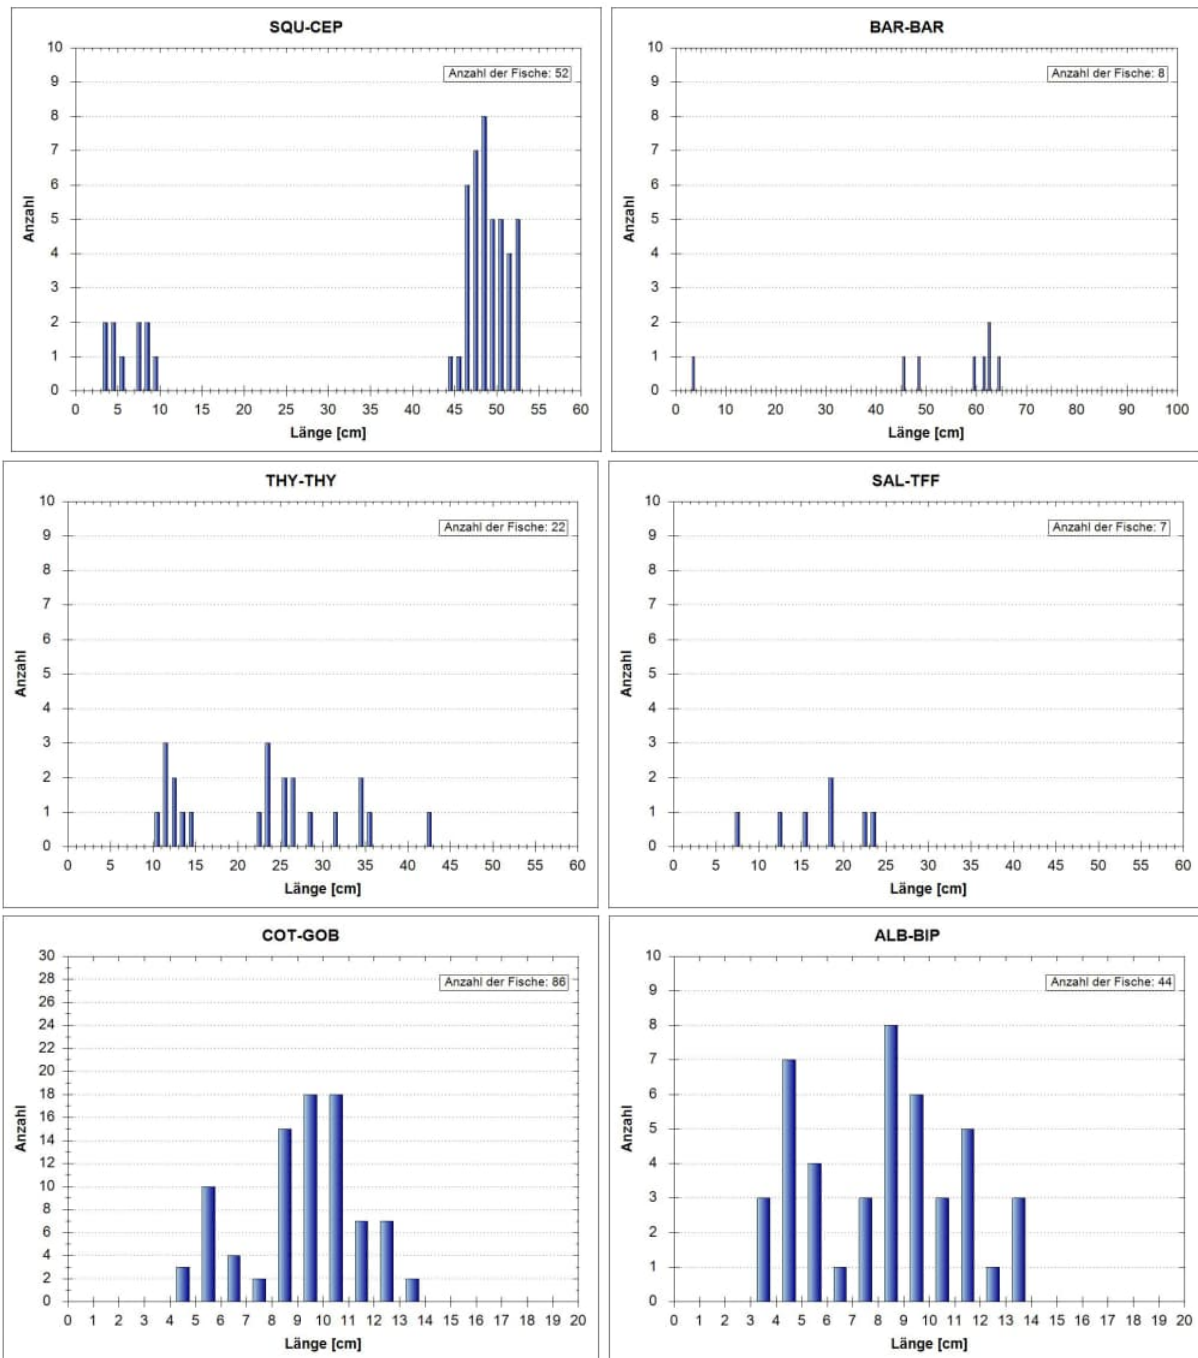 SQU-CEP
Anzahl der Fische: 52
10
9
8
7
6
5
4
3
2
1
0
Anzahl
0 5 10 15 20 25 30 35 40 45 50 55 60
Länge [cm]
BAR-BAR
Anzahl der Fische: 8
10
9
8
7
6
5
4
3
2
1
0
Anzahl
0 10 20 30 40 50 60 70 80 90 100
Länge [cm]
THY-THY
Anzahl der Fische: 22
10
9
8
7
6
5
4
3
2
1
0
Anzahl
0 5 10 15 20 25 30 35 40 45 50 55 60
Länge [cm]
SAL-TFF
Anzahl der Fische: 7
10
9
8
7
6
5
4
3
2
1
0
Anzahl
0 5 10 15 20 25 30 35 40 45 50 55 60
Länge [cm]
COT-GOB
Anzahl der Fische: 86
30
28
26
24
22
20
18
16
14
12
10
8
6
4
2
0
Anzahl
0 1 2 3 4 5 6 7 8 9 10 11 12 13 14 15 16 17 18 19 20
Länge [cm]
ALB-BIP
Anzahl der Fische: 44
10
9
8
7
6
5
4
3
2
1
0
Anzahl
0 1 2 3 4 5 6 7 8 9 10 11 12 13 14 15 16 17 18 19 20
Länge [cm]